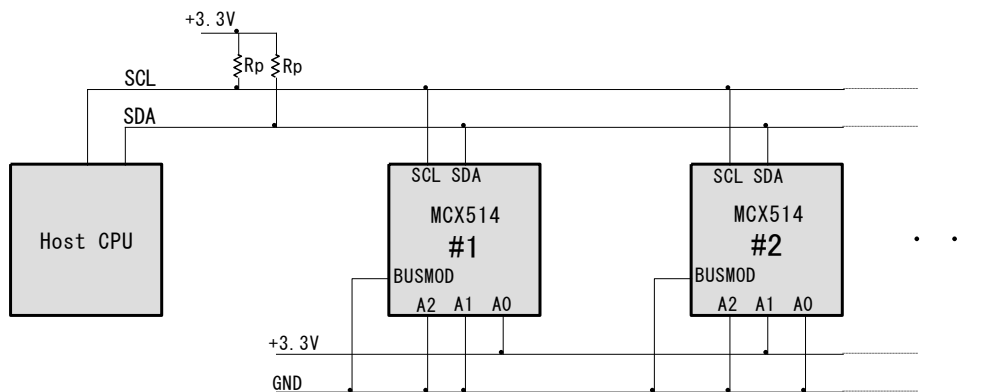 +3.3V
Rp Rp
SCL
SDA
SCL SDA
SCL SDA
MCX514
#1
MCX514
#2
Host CPU
BUSMOD
BUSMOD
A2 A1 A0
A2 A1 A0
+3.3V
GND